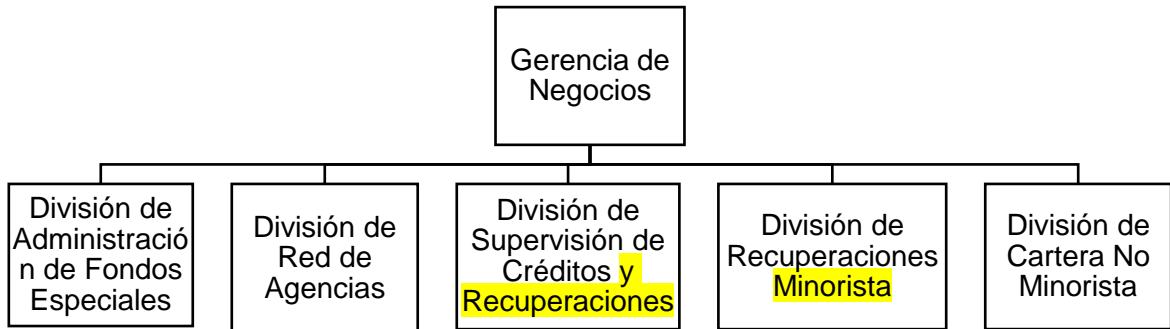 Gerencia de
Negocios
División de
Administració
n de Fondos
Especiales
División de
Red de
Agencias
División de
Supervisión de
Créditos y
Recuperaciones
División de
Recuperaciones
Minorista
División de
Cartera No
Minorista